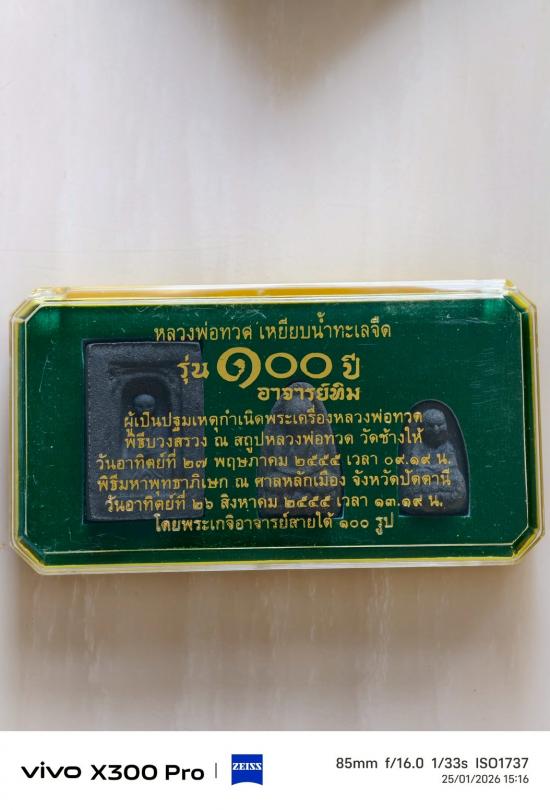 หลวงพ่อทวด เหยียบน้ำทะเลจืด
รุ่น ๑๐๐ ปี
อาจารย์ทิม
ผู้เป็นปฐมเหตุกำเนิดพระเครื่องหลวงพ่อทวด
พิธีบวงสรวง ณ สถูปหลวงพ่อทวด วัดช้างให้
วันอาทิตย์ที่ ๒๗ พฤษภาคม ๒๕๕๕ เวลา ๐๙.๑๙ น.
พิธีมหาพุทธาภิเษก ณ ศาลหลักเมือง จังหวัดปัตตานี
วันอาทิตย์ที่ ๒๖ สิงหาคม ๒๕๕๕ เวลา ๑๓.๑๙ น.
โดยพระเกจิอาจารย์สายใต้ ๑๐๐ รูป
vivo X300 Pro | ZEISS
85mm f/16.0 1/33s ISO1737
25/01/2026 15:16